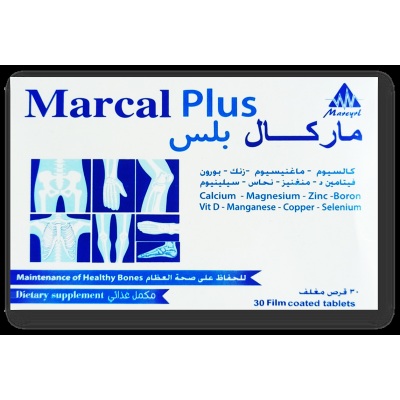 Marcal Plus
ماركال بلس
Marcyrl
كالسيوم - ماغنيسيوم - زنك - بورون
فيتامين د - منغنيز - نحاس - سيلينيوم
Calcium - Magnesium - Zinc -Boron
Vit D - Manganese - Copper - Selenium
Maintenance of Healthy Bones للحفاظ على صحة العظام
Dietary supplement مكمل غذائي
٣٠ قرص مغلف
30 Film coated tablets